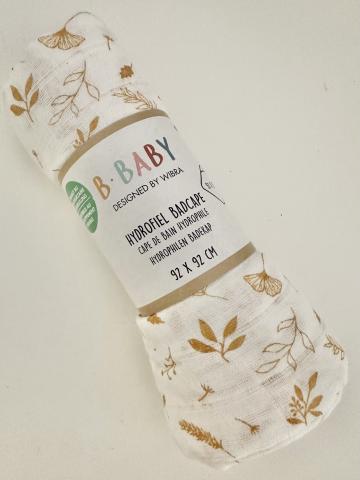 B·BABY
DESIGNED BY WIBRA
HYDROFIEL BADCAPE
CAPE DE BAIN HYDROPHILE
HYDROPHILEN BADEKAP
92 X 92 CM